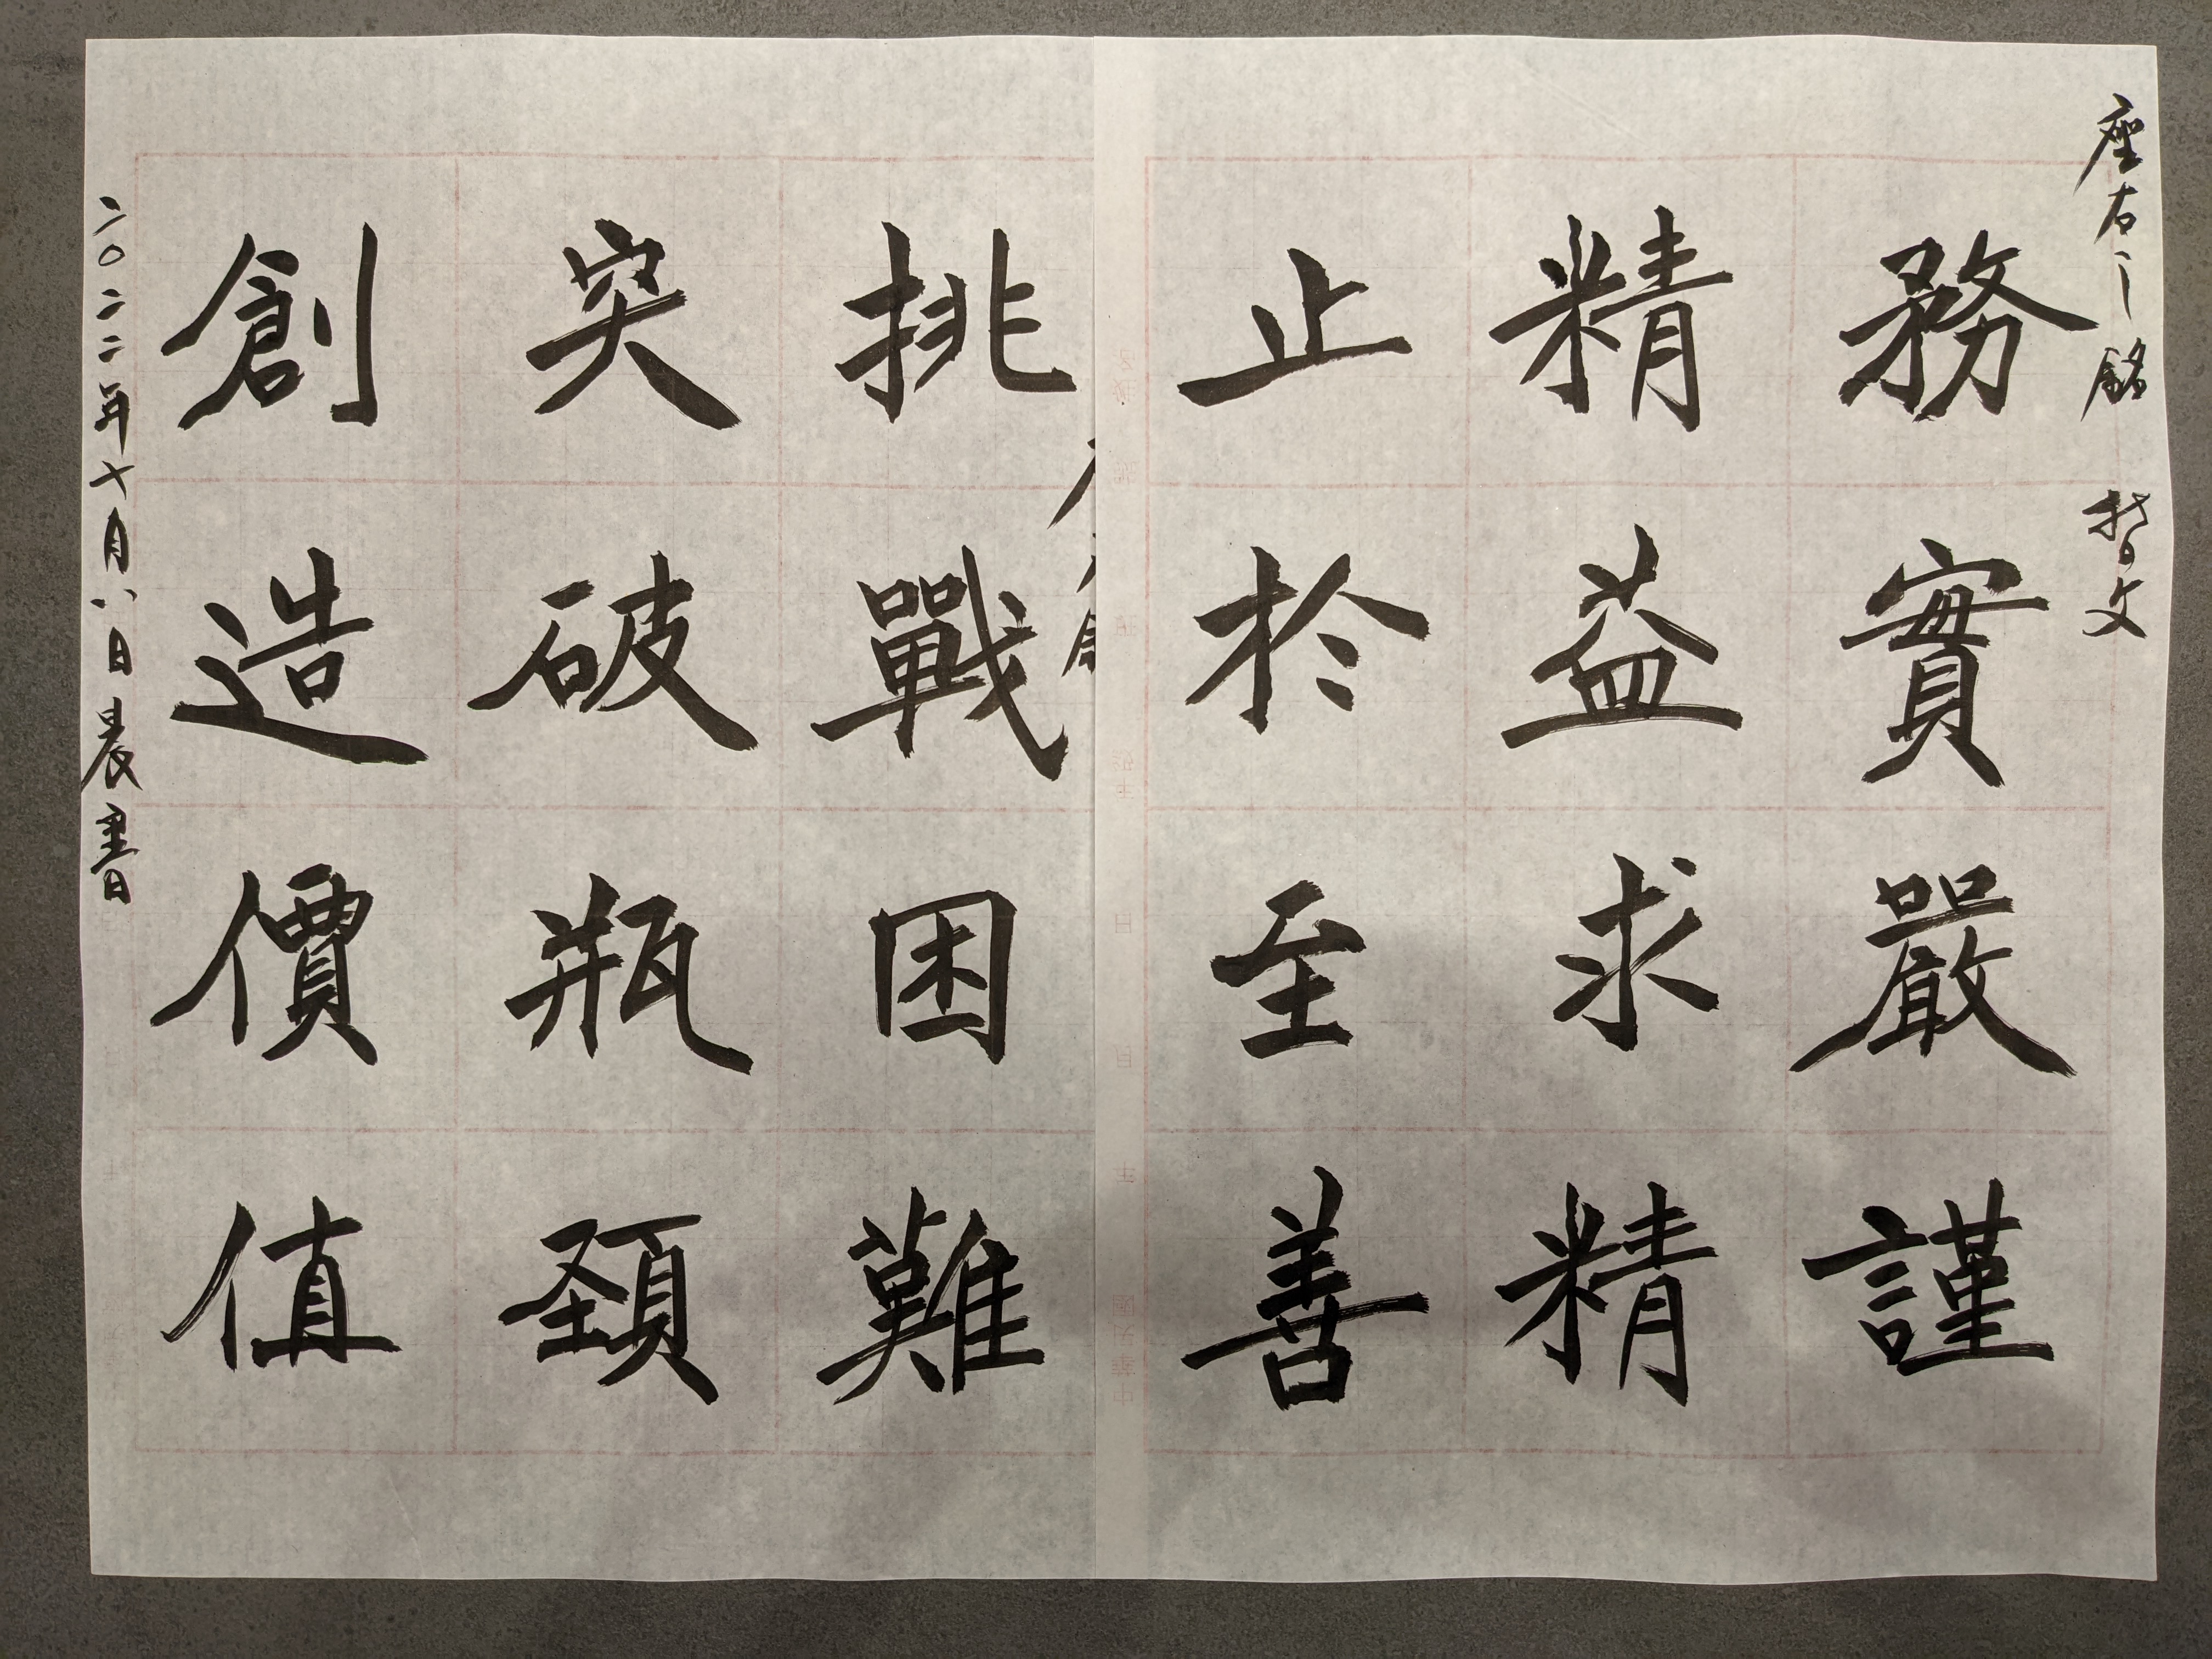 座右之銘 哲文
務實嚴謹
精益求精
止於至善
挑戰困難
突破瓶頸
創造價值
二〇二二年十月八日晨書